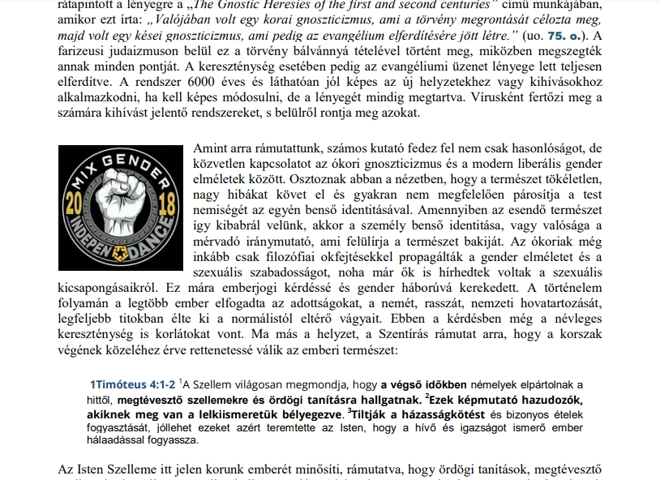 rátapintott a lényegre a „The Gnostic Heresies of the first and second centuries” című munkájában,
amikor ezt írta: „Valójában volt egy korai gnoszticizmus, ami a törvény megrontását célozta meg,
majd volt egy kései gnoszticizmus, ami pedig az evangélium elferdítésére jött létre.” (uo. 75. o.). A
farizeusi judaizmuson belül ez a törvény bálvánnyá tételével történt meg, miközben megszegték
annak minden pontját. A kereszténység esetében pedig az evangéliumi üzenet lényege lett teljesen
elferdítve. A rendszer 6000 éves és láthatóan jól képes az új helyzetekhez vagy kihívásokhoz
alkalmazkodni, ha kell képes módosulni, de a lényegét mindig megtartva. Vírusként fertőzi meg a
számára kihívást jelentő rendszereket, s belülről rontja meg azokat.
MIX GENDER
20 18
INDEPEN DANCE
Amint arra rámutattunk, számos kutató fedez fel nem csak hasonlóságot, de
közvetlen kapcsolatot az ókori gnoszticizmus és a modern liberális gender
elméletek között. Osztoznak abban a nézetben, hogy a természet tökéletlen,
nagy hibákat követ el és gyakran nem megfelelően párosítja a test
nemiségét az egyén benső identitásával. Amennyiben az esendő természet
így kibabrál velünk, akkor a személy benső identitása, vagy valósága a
mérvadó iránymutató, ami felülírja a természet bakiját. Az ókoriak még
inkább csak filozófiai okfejtésekkel propagálták a gender elméletet és a
szexuális szabadosságot, noha már ők is hírhedtek voltak a szexuális
kicsapongásaikról. Ez mára emberjogi kérdéssé és gender háborúvá kerekedett. A történelem
folyamán a legtöbb ember elfogadta az adottságokat, a nemét, rasszát, nemzeti hovatartozását,
legfeljebb titokban élte ki a normálistól eltérő vágyait. Ebben a kérdésben még a névleges
kereszténység is korlátokat vont. Ma más a helyzet, a Szentírás rámutat arra, hogy a korszak
végének közeléhez érve rettenetessé válik az emberi természet:
1Timóteus 4:1-2 ¹A Szellem világosan megmondja, hogy a végső időkben némelyek elpártolnak a
hittől, megtévesztő szellemekre és ördögi tanításra hallgatnak. ²Ezek képmutató hazudozók,
akiknek meg van a lelkiismeretük bélyegezve. ³Tiltják a házasságkötést és bizonyos ételek
fogyasztását, jóllehet ezeket azért teremtette az Isten, hogy a hívő és igazságot ismerő ember
hálaadással fogyassza.
Az Isten Szelleme itt jelen korunk emberét minősíti, rámutatva, hogy ördögi tanítások, megtévesztő